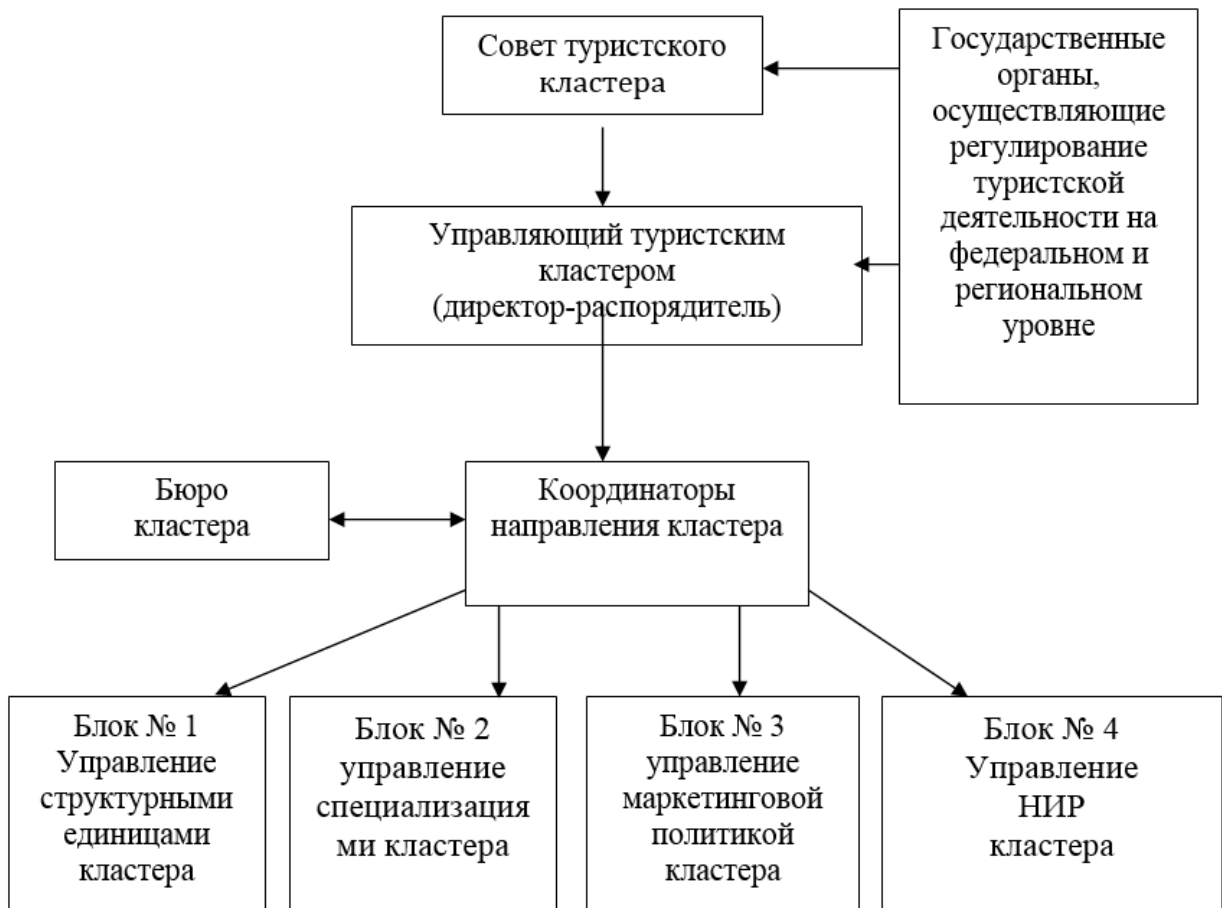 Совет туристского
кластера
Государственные
органы,
осуществляющие
регулирование
туристской
деятельности на
федеральном и
региональном
уровне
Управляющий туристским
кластером
(директор-распорядитель)
Бюро
кластера
Координаторы
направления кластера
Блок № 1
Управление
структурными
единицами
кластера
Блок № 2
управление
специализация
ми кластера
Блок № 3
управление
маркетинговой
политикой
кластера
Блок № 4
Управление
НИР
кластера